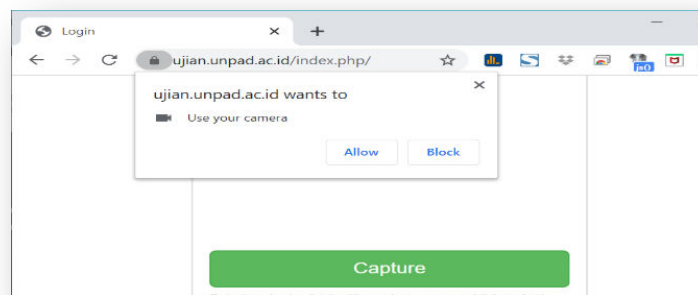 Login
ujian.unpad.ac.id/index.php/
js()
ujian.unpad.ac.id wants to
Use your camera
Allow Block
Capture